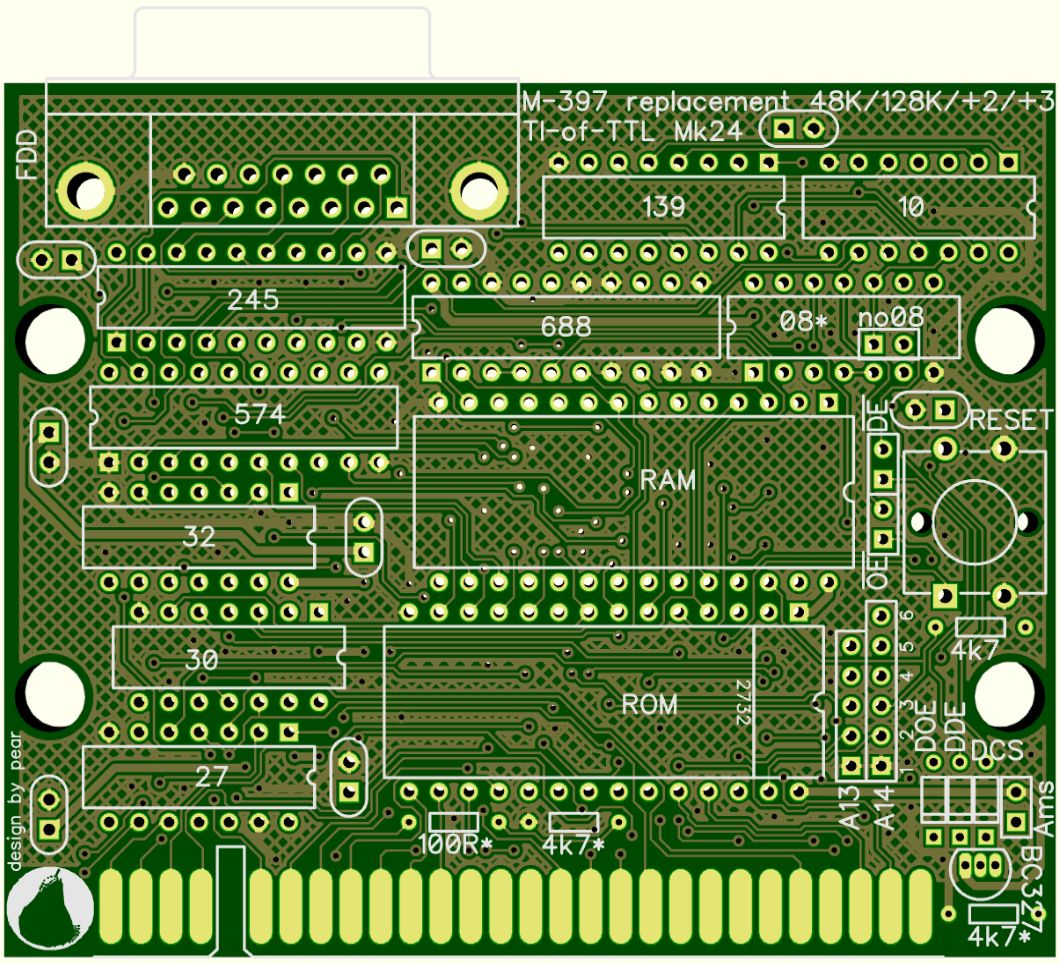 M-397 replacement 48K/128K/+2/+3
TI-of-TTL Mk24
FDD
139
10
245
688
08*
no08
574
DE
RESET
RAM
32
OE
6
5
4
3
2
4k7
30
ROM
2732
DOE
DDE
DCS
27
A13
A14
Ams
design by pear
100R*
4k7*
BC327
4k7*